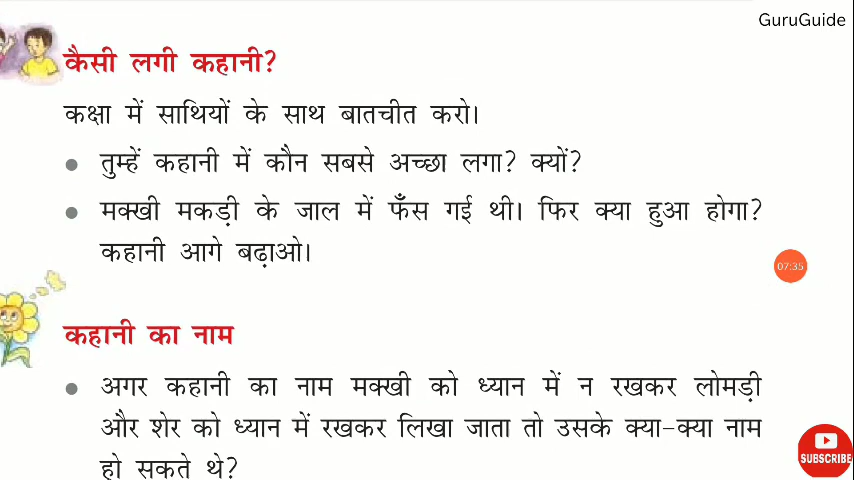 GuruGuide
कैसी लगी कहानी?
कक्षा में साथियों के साथ बातचीत करो।
● तुम्हें कहानी में कौन सबसे अच्छा लगा? क्यों?
● मक्खी मकड़ी के जाल में फँस गई थी। फिर क्या हुआ होगा?
कहानी आगे बढ़ाओ।
07:35
कहानी का नाम
● अगर कहानी का नाम मक्खी को ध्यान में न रखकर लोमड़ी
और शेर को ध्यान में रखकर लिखा जाता तो उसके क्या-क्या नाम
हो सकते थे?
SUBSCRIBE